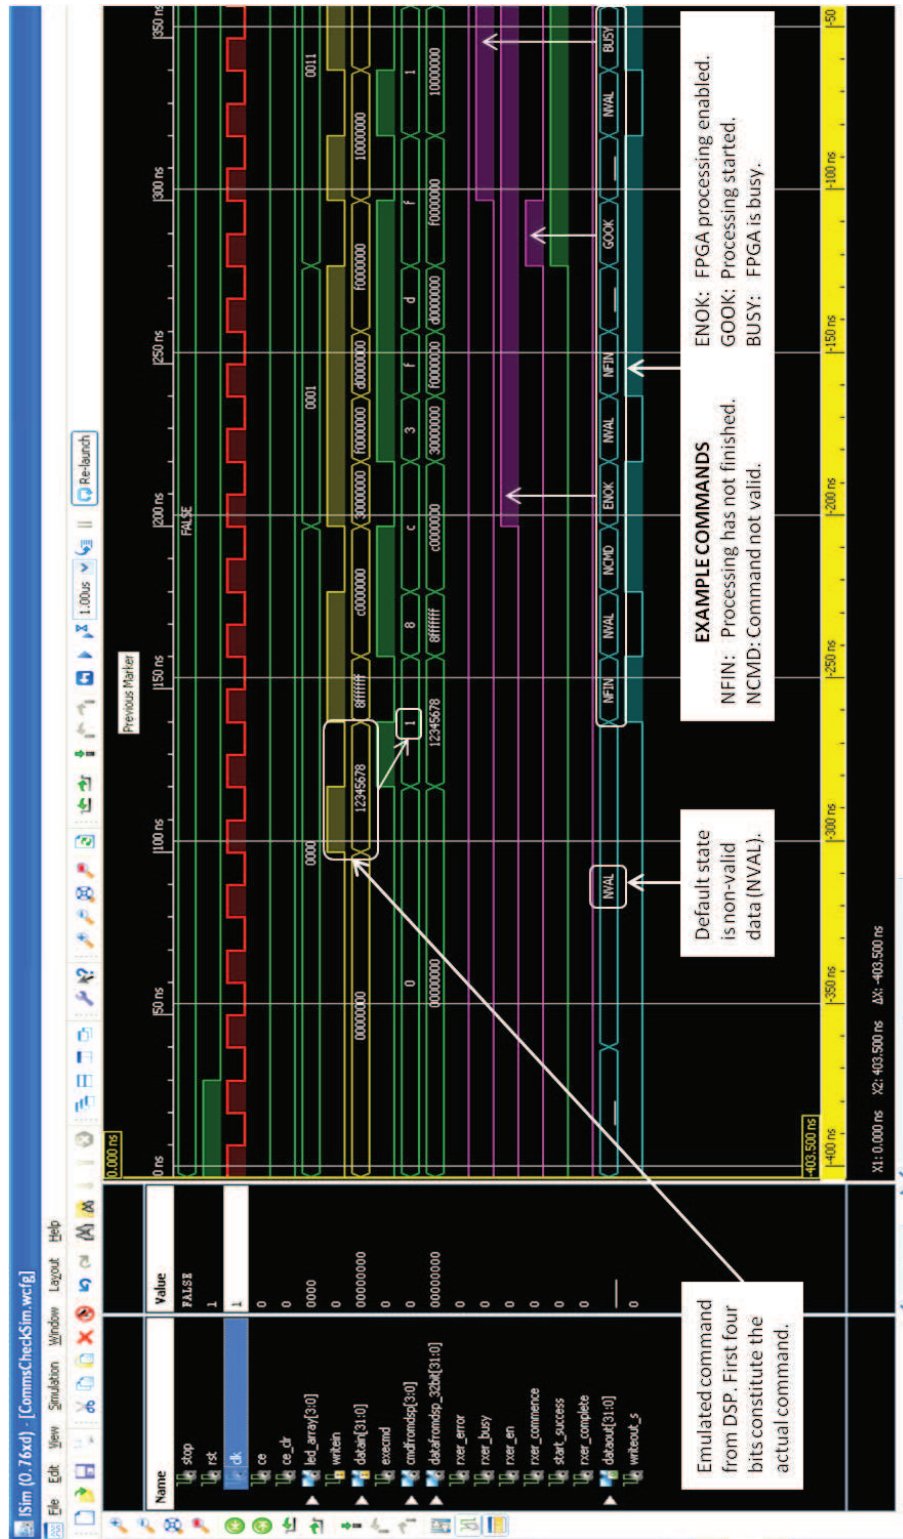 ISim (0.76xd) - [CommsCheckSim.wcfg]
File Edit View Simulation Window Layout Help
1.00us
Re-launch
Previous Marker
Name
Value
stop FALSE
rst 1
clk 1
ce 0
ce_clr 0
led_array[3:0] 0000
writein 0
datain[31:0] 00000000
execmd 0
cmdfromdsp[3:0] 0
datafromdsp_32bit[31:0] 00000000
rxer_error 0
rxer_busy 0
rxer_en 0
rxer_commence 0
start_success 0
rxer_complete 0
dataout[31:0]
writeout_s 0
0.000 ns
0 ns 50 ns 100 ns 150 ns 200 ns 250 ns 300 ns 350 ns
FALSE
0000 0001 0011
00000000 12345678 8fffffff c0000000 30000000 f0000000 d0000000 f0000000 10000000
0 1 8 c 3 f d f 1
00000000 12345678 8fffffff c0000000 30000000 f0000000 d0000000 f0000000 10000000
NVAL NFIN NVAL NCMD ENOK NVAL NFIN GOOK NVAL BUSY
Emulated command
from DSP. First four
bits constitute the
actual command.
Default state
is non-valid
data (NVAL).
EXAMPLE COMMANDS
NFIN: Processing has not finished.
NCMD: Command not valid.
ENOK: FPGA processing enabled.
GOOK: Processing started.
BUSY: FPGA is busy.
-403.500 ns
-400 ns -350 ns -300 ns -250 ns -200 ns -150 ns -100 ns -50
X1: 0.000 ns X2: 403.500 ns ΔX: -403.500 ns